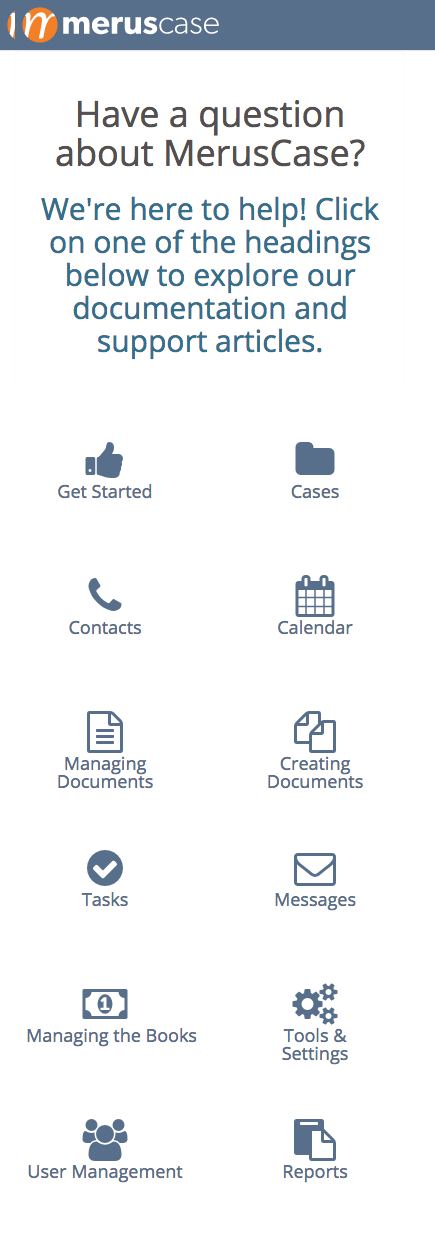 meruscase
Have a question
about MerusCase?
We're here to help! Click
on one of the headings
below to explore our
documentation and
support articles.
Get Started
Cases
Contacts
Calendar
Managing
Documents
Creating
Documents
Tasks
Messages
Managing the Books
Tools &
Settings
User Management
Reports